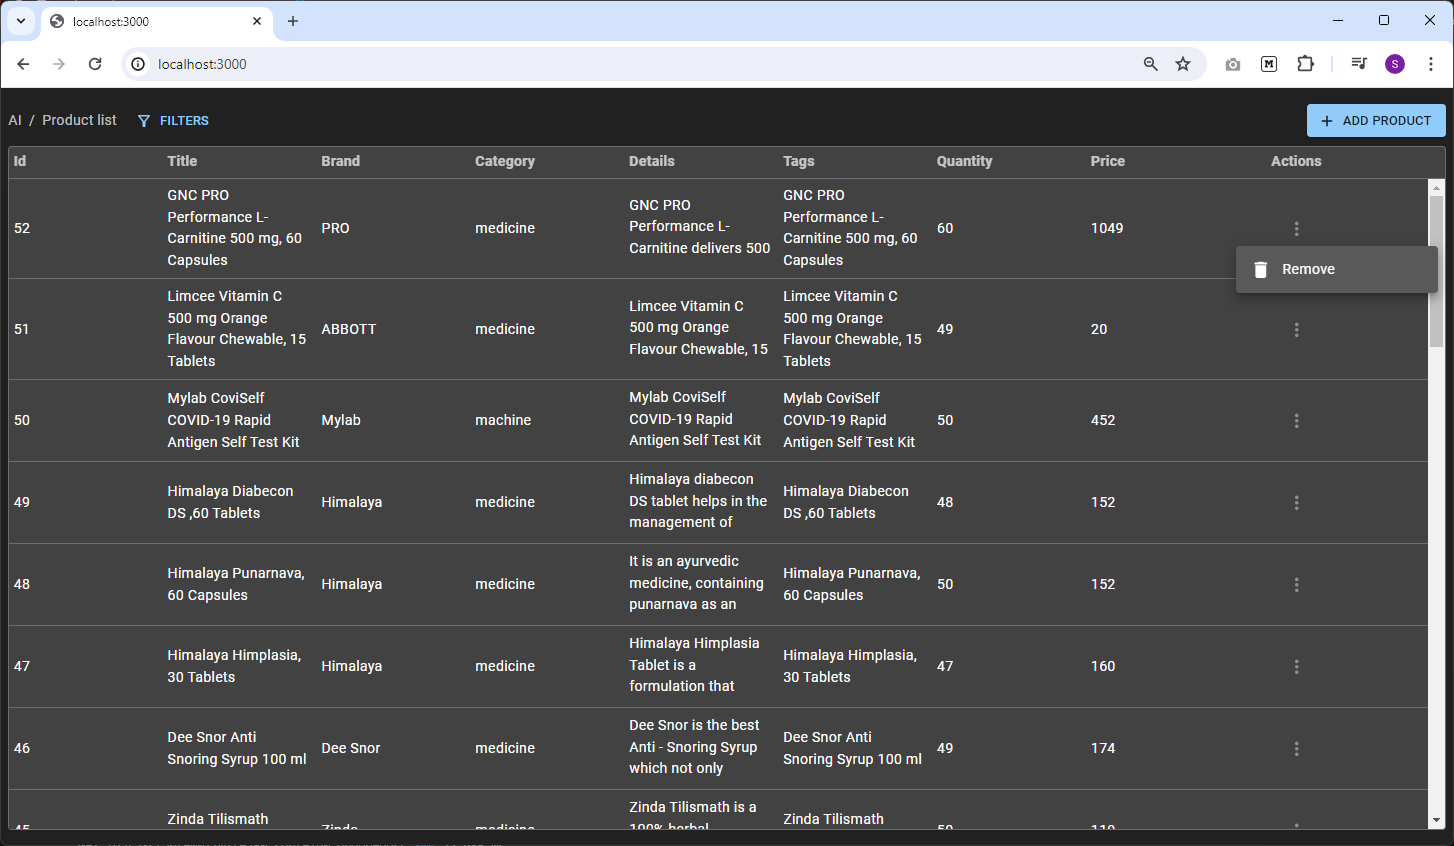 localhost:3000
localhost:3000
S
M
AI / Product list
FILTERS
+ ADD PRODUCT
Id Title Brand Category Details Tags Quantity Price Actions
52
GNC PRO
Performance L-
Carnitine 500 mg, 60
Capsules
PRO
medicine
GNC PRO
Performance L-
Carnitine delivers 500
GNC PRO
Performance L-
Carnitine 500 mg, 60
Capsules
60
1049
Remove
51
Limcee Vitamin C
500 mg Orange
Flavour Chewable, 15
Tablets
ABBOTT
medicine
Limcee Vitamin C
500 mg Orange
Flavour Chewable, 15
Limcee Vitamin C
500 mg Orange
Flavour Chewable, 15
Tablets
49
20
50
Mylab CoviSelf
COVID-19 Rapid
Antigen Self Test Kit
Mylab
machine
Mylab CoviSelf
COVID-19 Rapid
Antigen Self Test Kit
Mylab CoviSelf
COVID-19 Rapid
Antigen Self Test Kit
50
452
49
Himalaya Diabecon
DS ,60 Tablets
Himalaya
medicine
Himalaya diabecon
DS tablet helps in the
management of
Himalaya Diabecon
DS ,60 Tablets
48
152
48
Himalaya Punarnava,
60 Capsules
Himalaya
medicine
It is an ayurvedic
medicine, containing
punarnava as an
Himalaya Punarnava,
60 Capsules
50
152
47
Himalaya Himplasia,
30 Tablets
Himalaya
medicine
Himalaya Himplasia
Tablet is a
formulation that
Himalaya Himplasia,
30 Tablets
47
160
46
Dee Snor Anti
Snoring Syrup 100 ml
Dee Snor
medicine
Dee Snor is the best
Anti - Snoring Syrup
which not only
Dee Snor Anti
Snoring Syrup 100 ml
49
174
45
Zinda Tilismath
Zinda
medicine
Zinda Tilismath is a
100% herbal
Zinda Tilismath